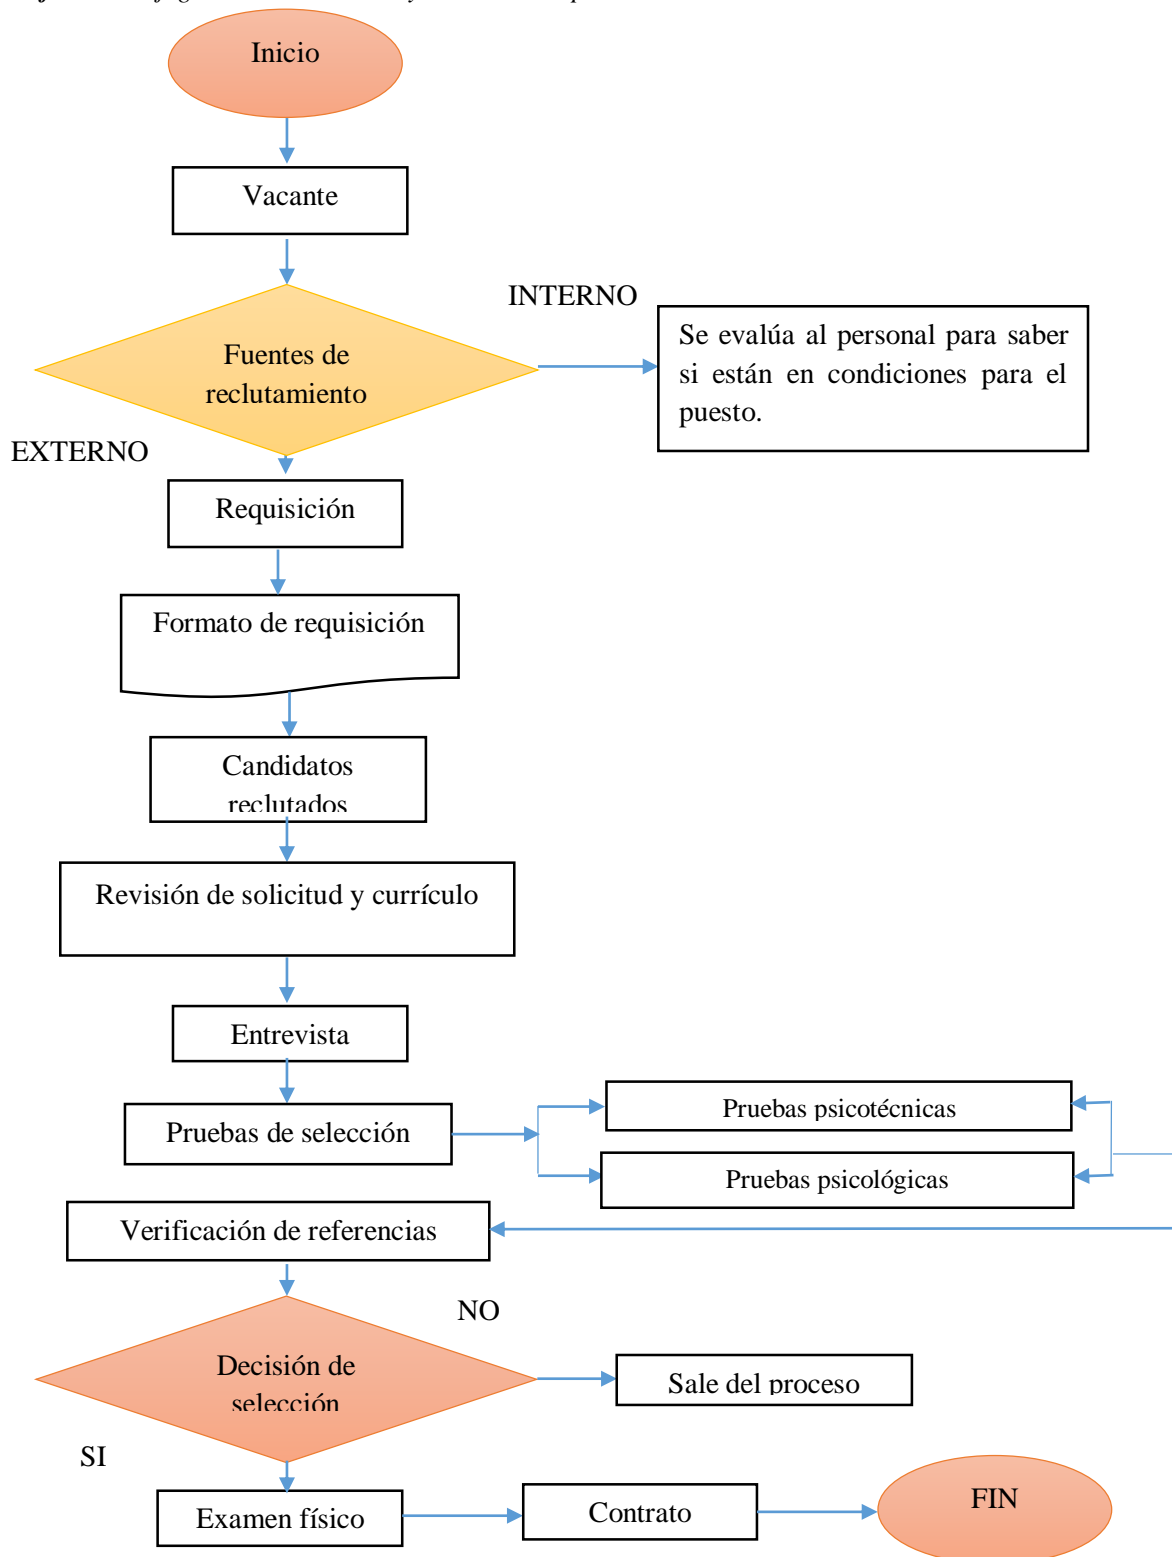 Inicio
Vacante
INTERNO
Se evalúa al personal para saber
si están en condiciones para el
puesto.
Fuentes de
reclutamiento
EXTERNO
Requisición
Formato de requisición
Candidatos
reclutados
Revisión de solicitud y currículo
Entrevista
Pruebas de selección
Pruebas psicotécnicas
Pruebas psicológicas
Verificación de referencias
NO
Decisión de
selección
Sale del proceso
SI
Examen físico
Contrato
FIN